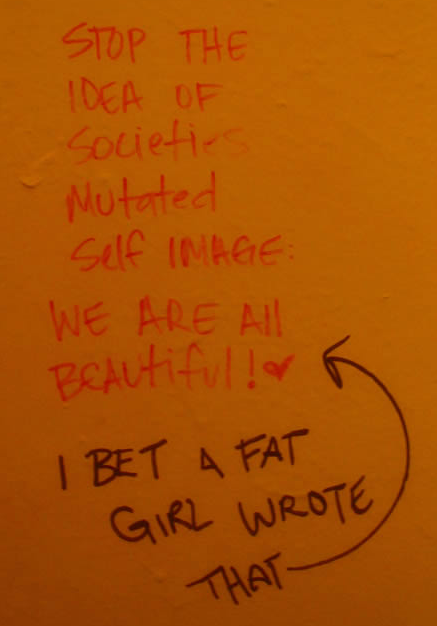 STOP THE
IDEA OF
Societies
Mutated
Self IMAGE:
WE ARE All
BEAUtiful!♥
I BET A FAT
GIRL WROTE
THAT